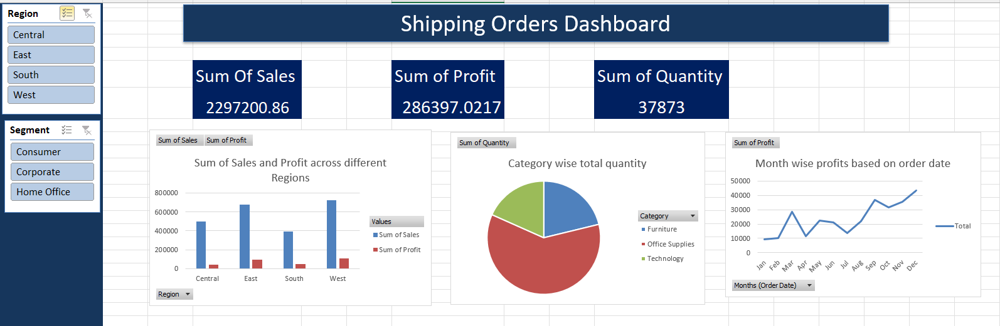 Region
Central
East
South
West
Segment
Consumer
Corporate
Home Office
Shipping Orders Dashboard
Sum Of Sales
2297200.86
Sum of Profit
286397.0217
Sum of Quantity
37873
Sum of Sales Sum of Profit
Sum of Sales and Profit across different
Regions
800000
600000
400000
200000
0
Central East South West
Values
Sum of Sales
Sum of Profit
Region
Sum of Quantity
Category wise total quantity
Category
Furniture
Office Supplies
Technology
Sum of Profit
Month wise profits based on order date
50000
40000
30000
20000
10000
0
Jan Feb Mar Apr May Jun Jul Aug Sep Oct Nov Dec
Total
Months (Order Date)